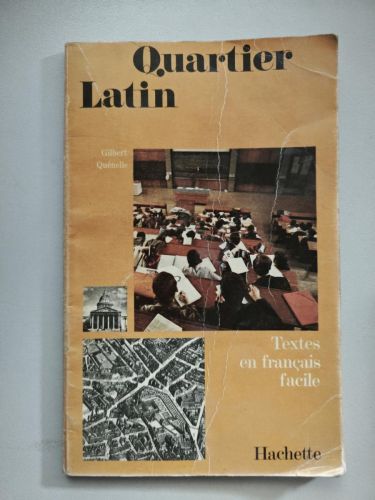 Quartier
Latin
Gilbert
Quénelle
Textes
en français
facile
Hachette